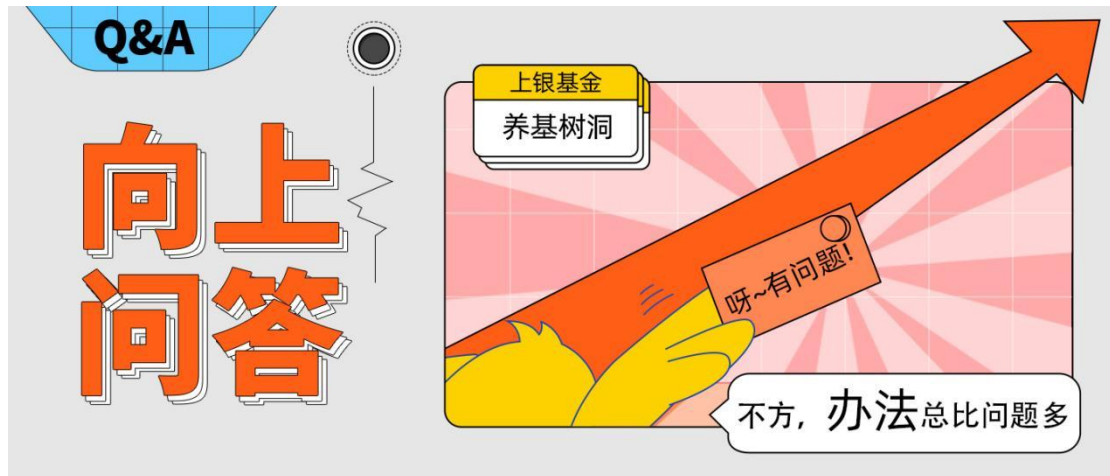 Q&A
向上
问答
上银基金
养基树洞
呀~有问题!
不方，办法总比问题多